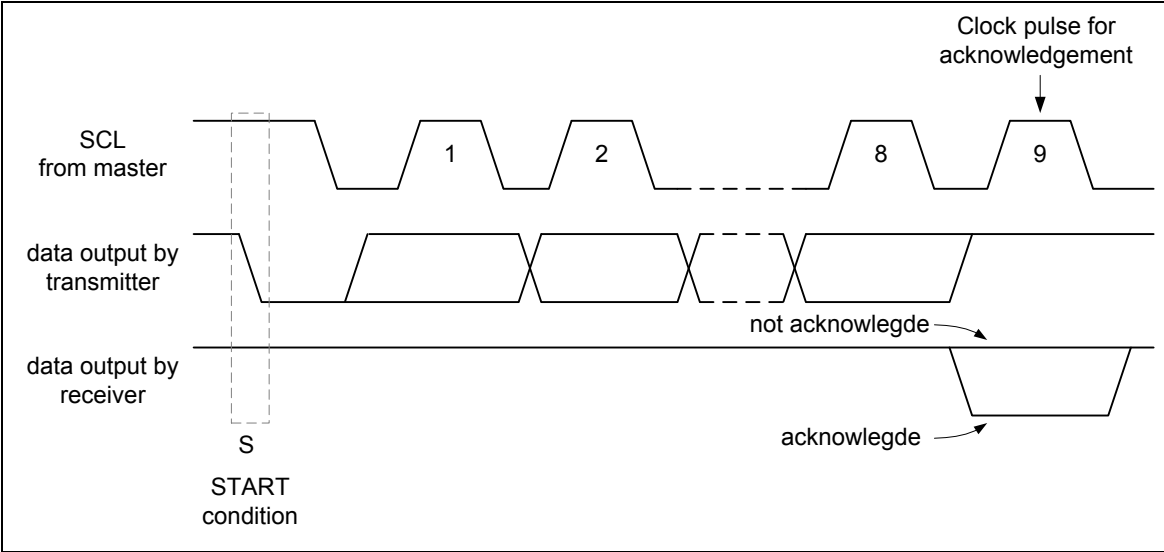 Clock pulse for
acknowledgement
SCL
from master
1
2
8
9
data output by
transmitter
not acknowlegde
data output by
receiver
acknowlegde
S
START
condition